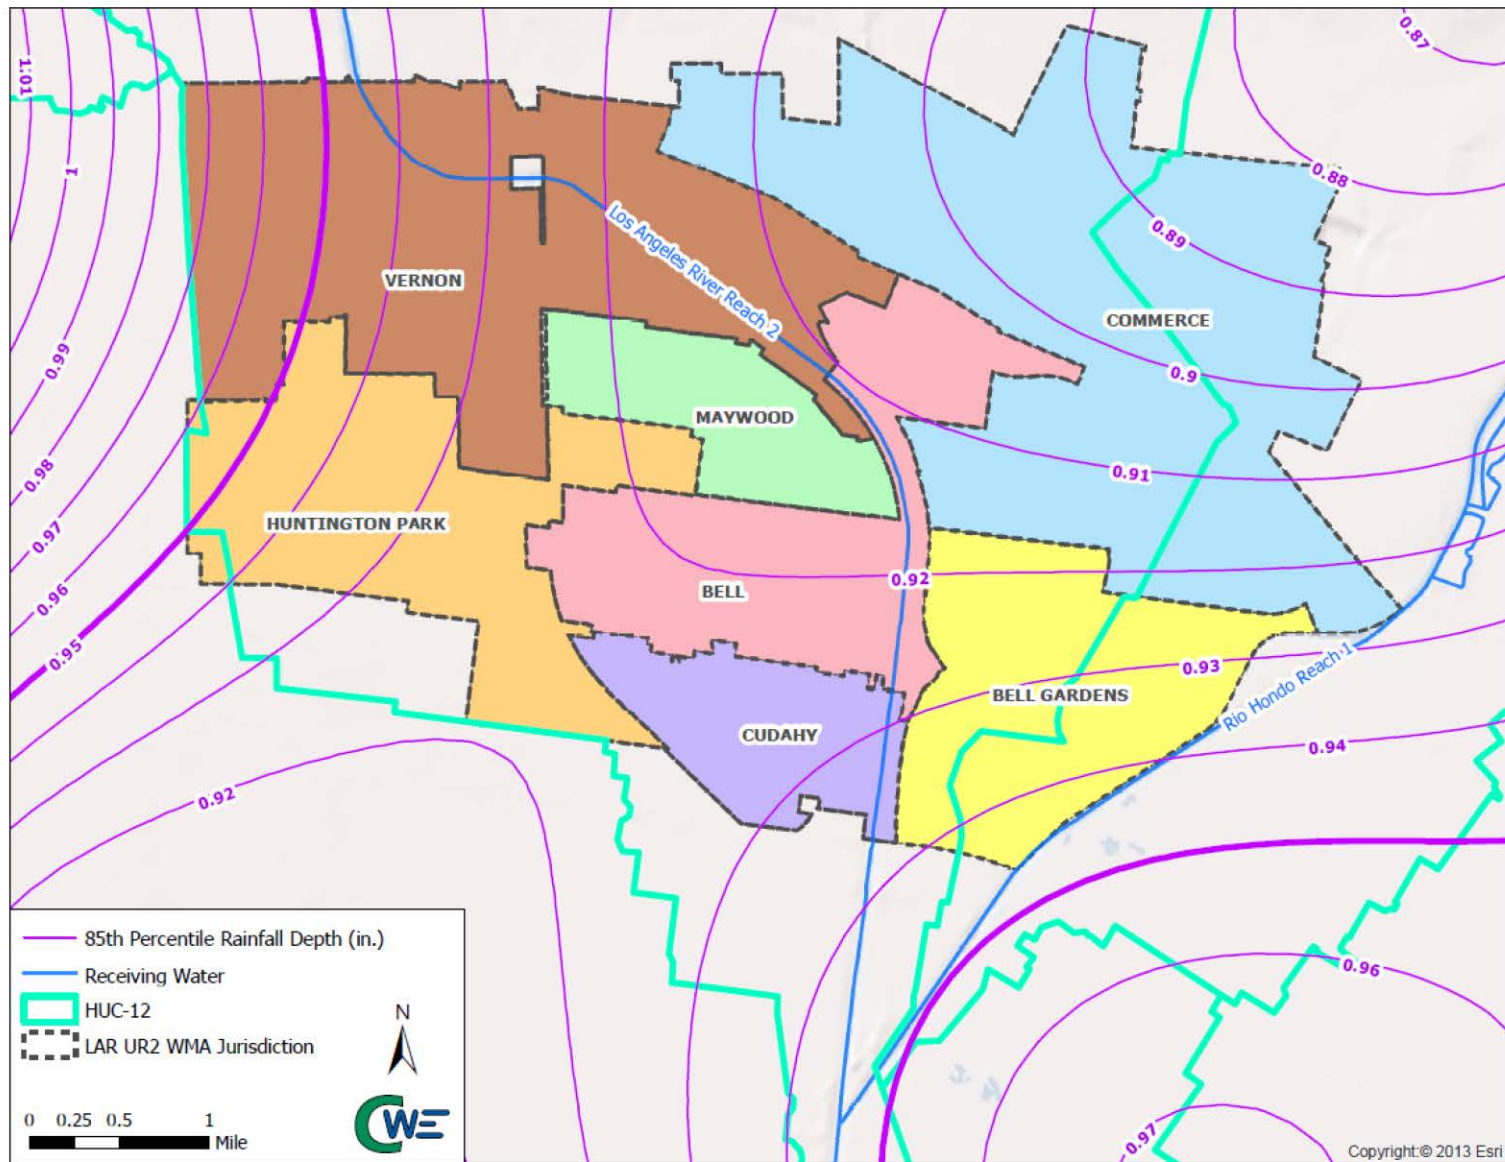 0.87
1.01
1
0.88
0.89
Los Angeles River Reach 2
VERNON
COMMERCE
0.99
0.9
MAYWOOD
0.98
0.91
HUNTINGTON PARK
0.97
0.92
BELL
0.96
0.95
0.93
Rio Hondo Reach 1
BELL GARDENS
CUDAHY
0.94
0.92
85th Percentile Rainfall Depth (in.)
Receiving Water
HUC-12
LAR UR2 WMA Jurisdiction
N
0.96
0 0.25 0.5 1
Mile
CWE
0.97
Copyright:© 2013 Esri